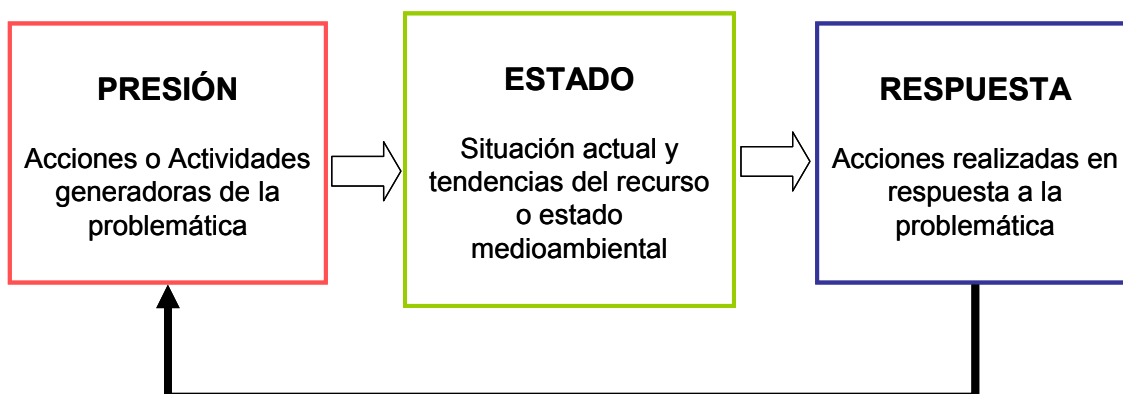 PRESIÓN
Acciones o Actividades
generadoras de la
problemática
ESTADO
Situación actual y
tendencias del recurso
o estado
medioambiental
RESPUESTA
Acciones realizadas en
respuesta a la
problemática